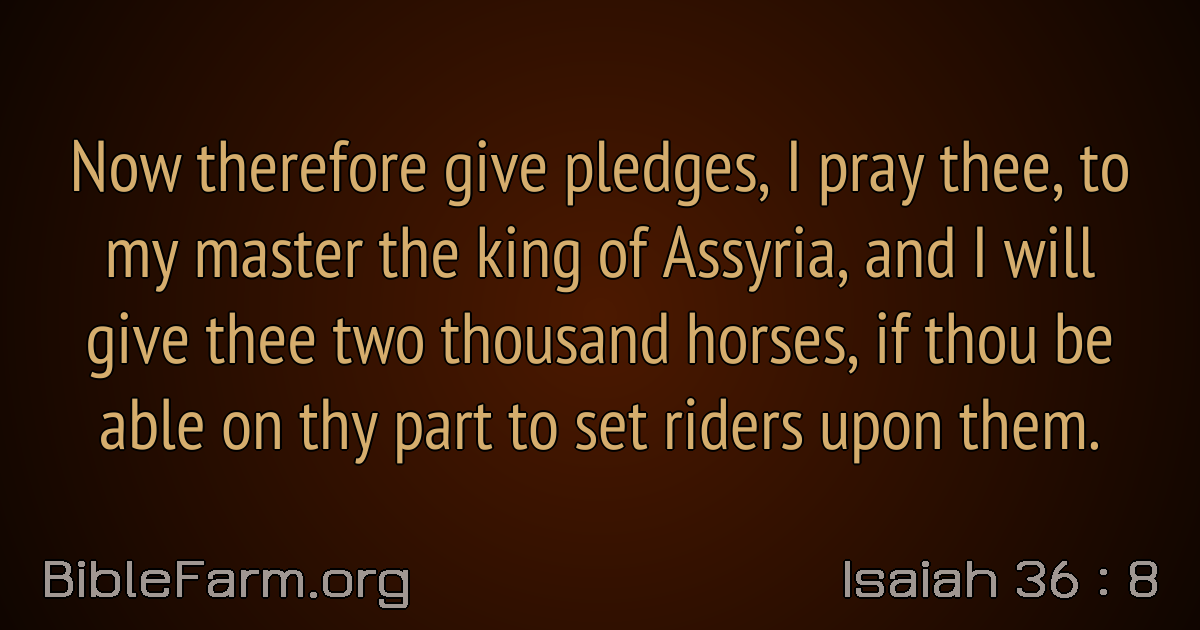 Now therefore give pledges, I pray thee, to
my master the king of Assyria, and I will
give thee two thousand horses, if thou be
able on thy part to set riders upon them.
BibleFarm.org
Isaiah 36 : 8